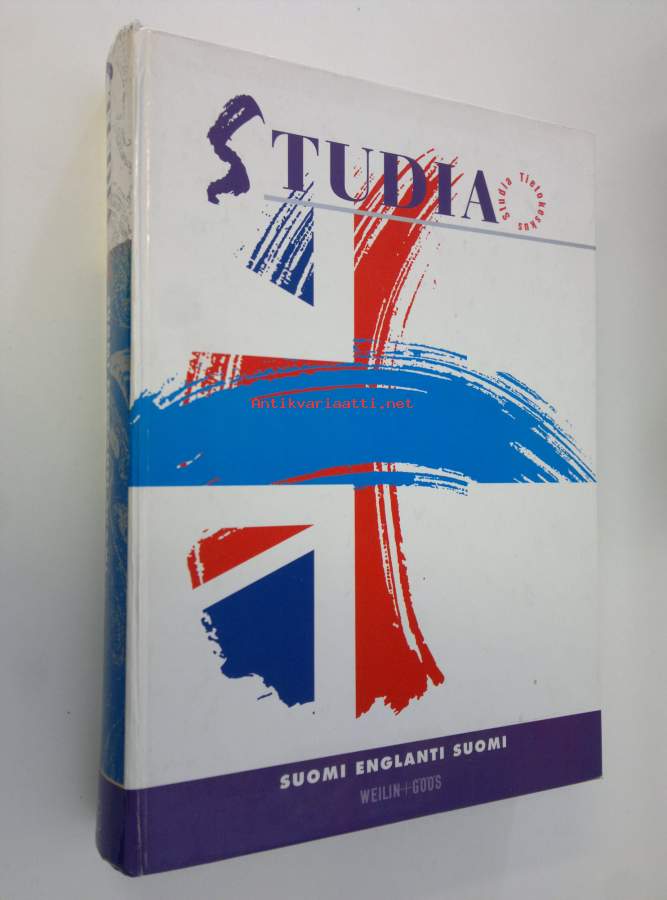 STUDIA
Studia Tietokeskus
Antikvariaatti.net
SUOMI ENGLANTI SUOMI
WEILIN+GÖÖS